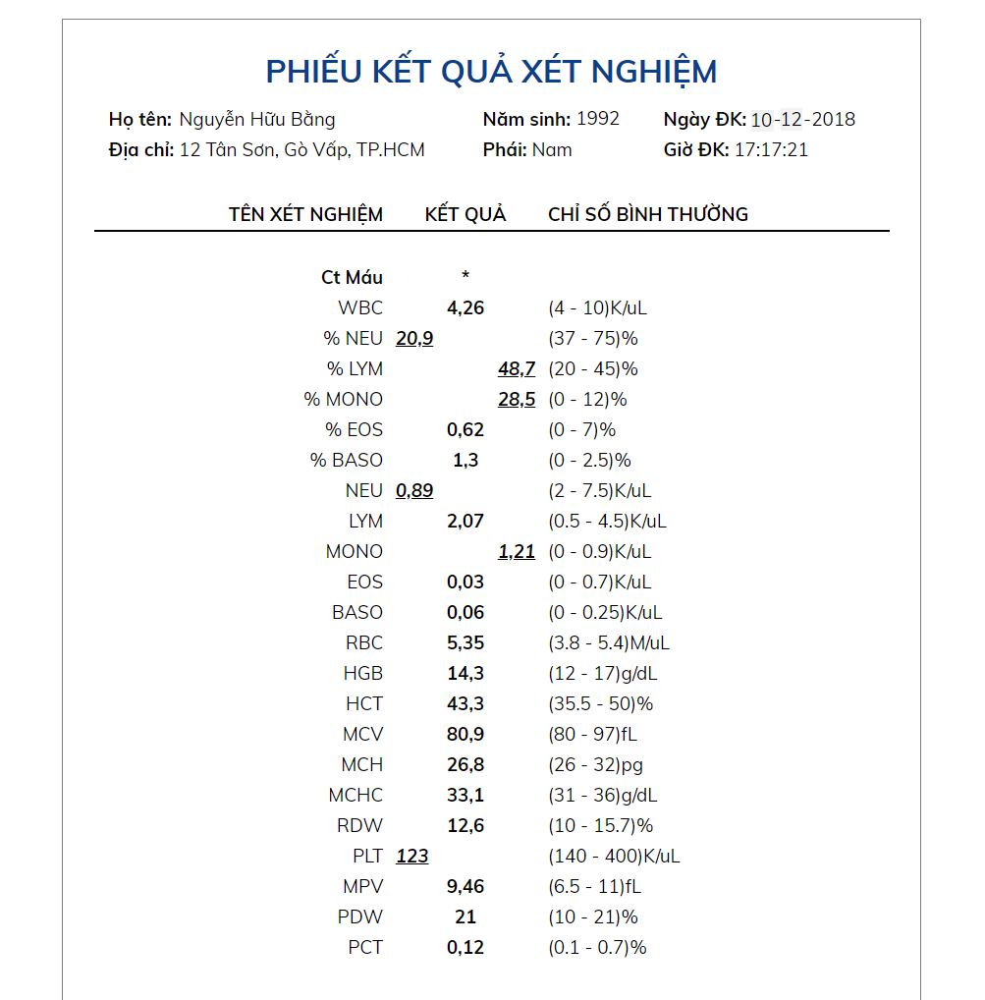 PHIẾU KẾT QUẢ XÉT NGHIỆM
Họ tên: Nguyễn Hữu Bằng Năm sinh: 1992 Ngày ĐK: 10-12-2018
Địa chỉ: 12 Tân Sơn, Gò Vấp, TP.HCM Phái: Nam Giờ ĐK: 17:17:21
TÊN XÉT NGHIỆM KẾT QUẢ CHỈ SỐ BÌNH THƯỜNG
Ct Máu *
WBC 4,26 (4 - 10)K/uL
% NEU 20,9 (37 - 75)%
% LYM 48,7 (20 - 45)%
% MONO 28,5 (0 - 12)%
% EOS 0,62 (0 - 7)%
% BASO 1,3 (0 - 2.5)%
NEU 0,89 (2 - 7.5)K/uL
LYM 2,07 (0.5 - 4.5)K/uL
MONO 1,21 (0 - 0.9)K/uL
EOS 0,03 (0 - 0.7)K/uL
BASO 0,06 (0 - 0.25)K/uL
RBC 5,35 (3.8 - 5.4)M/uL
HGB 14,3 (12 - 17)g/dL
HCT 43,3 (35.5 - 50)%
MCV 80,9 (80 - 97)fL
MCH 26,8 (26 - 32)pg
MCHC 33,1 (31 - 36)g/dL
RDW 12,6 (10 - 15.7)%
PLT 123 (140 - 400)K/uL
MPV 9,46 (6.5 - 11)fL
PDW 21 (10 - 21)%
PCT 0,12 (0.1 - 0.7)%